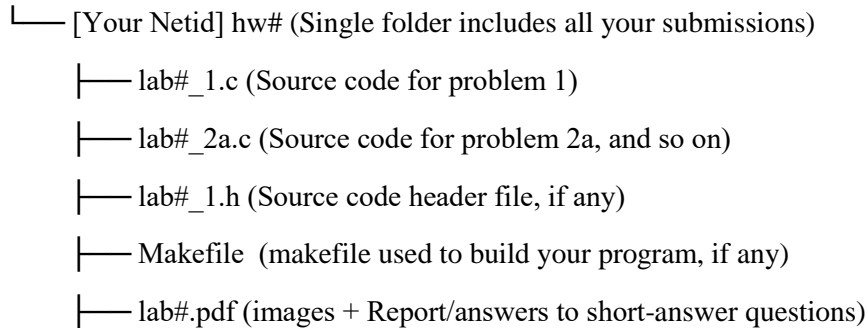 └── [Your Netid] hw# (Single folder includes all your submissions)
├── lab#_1.c (Source code for problem 1)
├── lab#_2a.c (Source code for problem 2a, and so on)
├── lab#_1.h (Source code header file, if any)
├── Makefile (makefile used to build your program, if any)
├── lab#.pdf (images + Report/answers to short-answer questions)